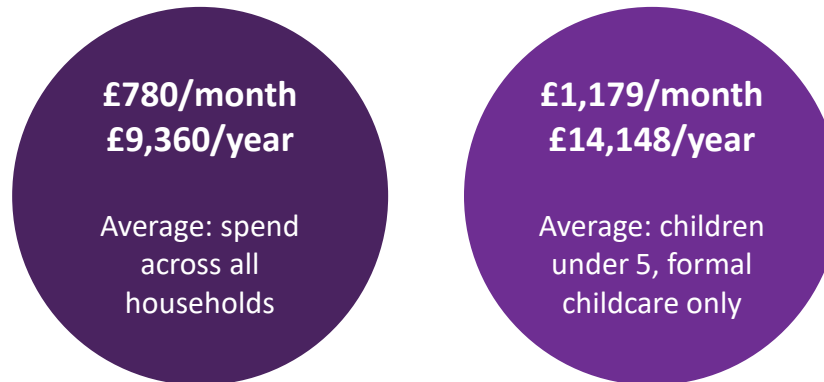 £780/month
£9,360/year
Average: spend
across all
households
£1,179/month
£14,148/year
Average: children
under 5, formal
childcare only